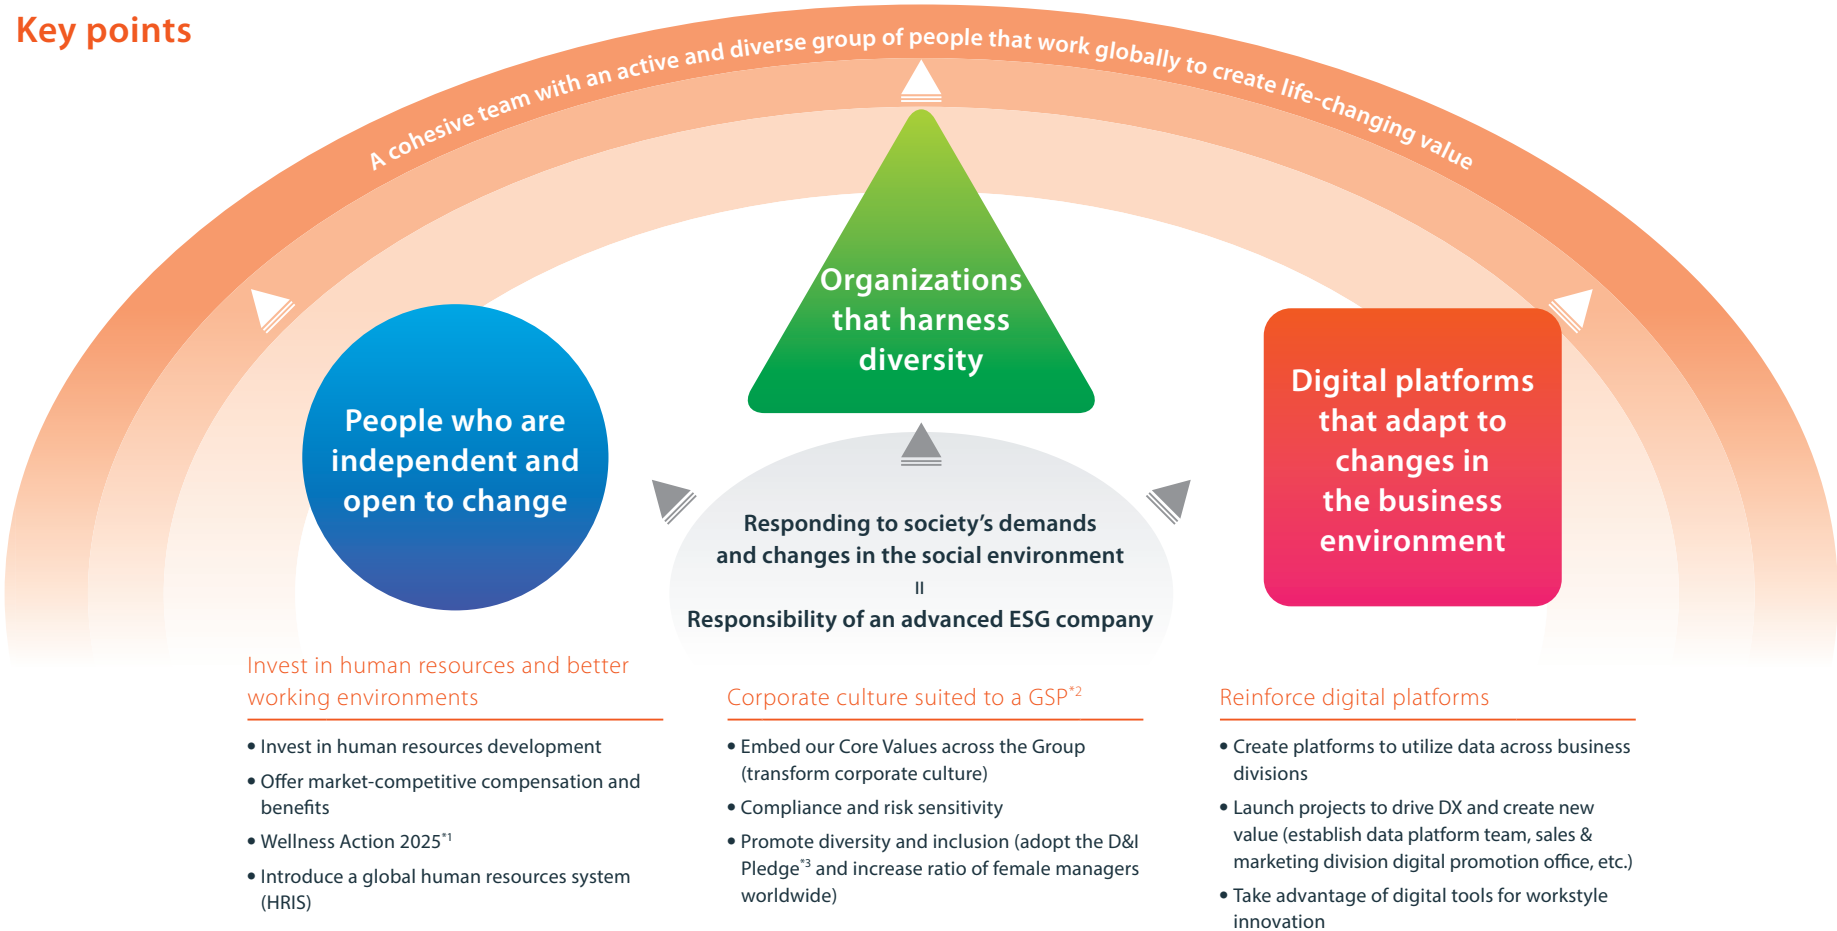 Key points
A cohesive team with an active and diverse group of people that work globally to create life-changing value
Organizations
that harness
diversity
People who are
independent and
open to change
Digital platforms
that adapt to
changes in
the business
environment
Responding to society’s demands
and changes in the social environment
=
Responsibility of an advanced ESG company
Invest in human resources and better
working environments
• Invest in human resources development
• Offer market-competitive compensation and
benefits
• Wellness Action 2025*1
• Introduce a global human resources system
(HRIS)
Corporate culture suited to a GSP*2
• Embed our Core Values across the Group
(transform corporate culture)
• Compliance and risk sensitivity
• Promote diversity and inclusion (adopt the D&I
Pledge*3 and increase ratio of female managers
worldwide)
Reinforce digital platforms
• Create platforms to utilize data across business
divisions
• Launch projects to drive DX and create new
value (establish data platform team, sales &
marketing division digital promotion office, etc.)
• Take advantage of digital tools for workstyle
innovation